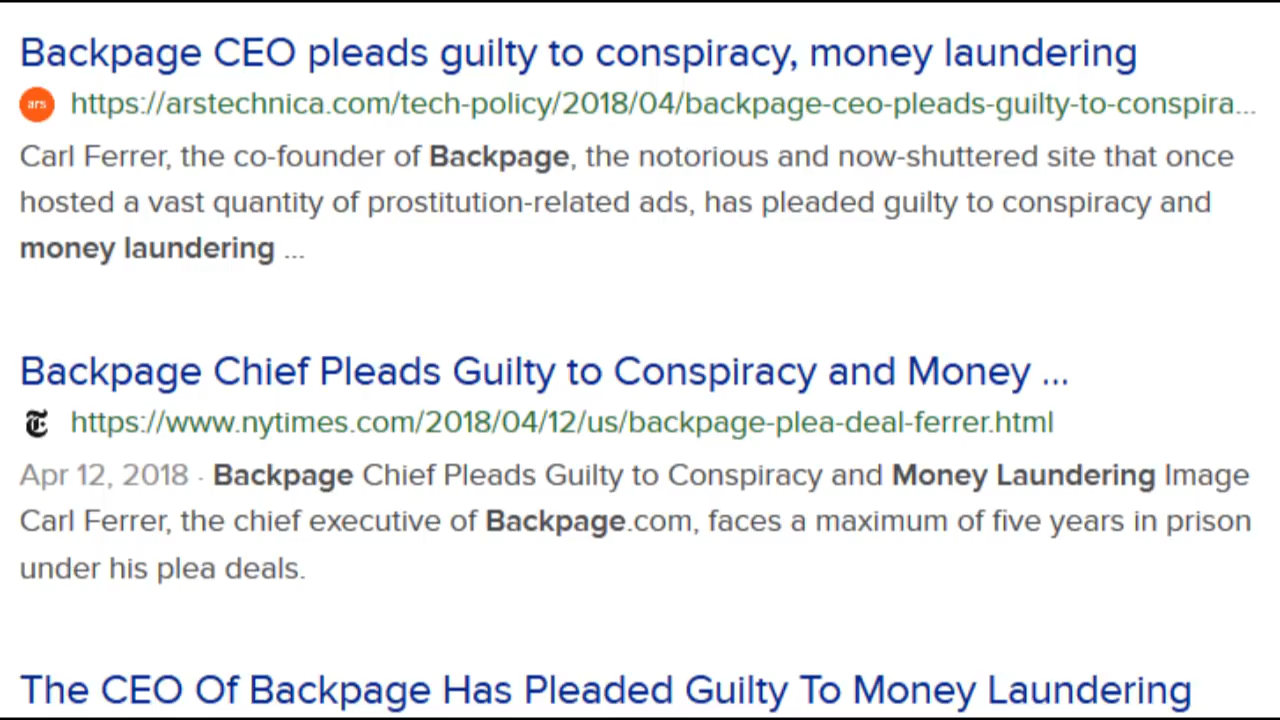 Backpage CEO pleads guilty to conspiracy, money laundering
ars https://arstechnica.com/tech-policy/2018/04/backpage-ceo-pleads-guilty-to-conspira...
Carl Ferrer, the co-founder of Backpage, the notorious and now-shuttered site that once
hosted a vast quantity of prostitution-related ads, has pleaded guilty to conspiracy and
money laundering ...
Backpage Chief Pleads Guilty to Conspiracy and Money ...
T https://www.nytimes.com/2018/04/12/us/backpage-plea-deal-ferrer.html
Apr 12, 2018 · Backpage Chief Pleads Guilty to Conspiracy and Money Laundering Image
Carl Ferrer, the chief executive of Backpage.com, faces a maximum of five years in prison
under his plea deals.
The CEO Of Backpage Has Pleaded Guilty To Money Laundering